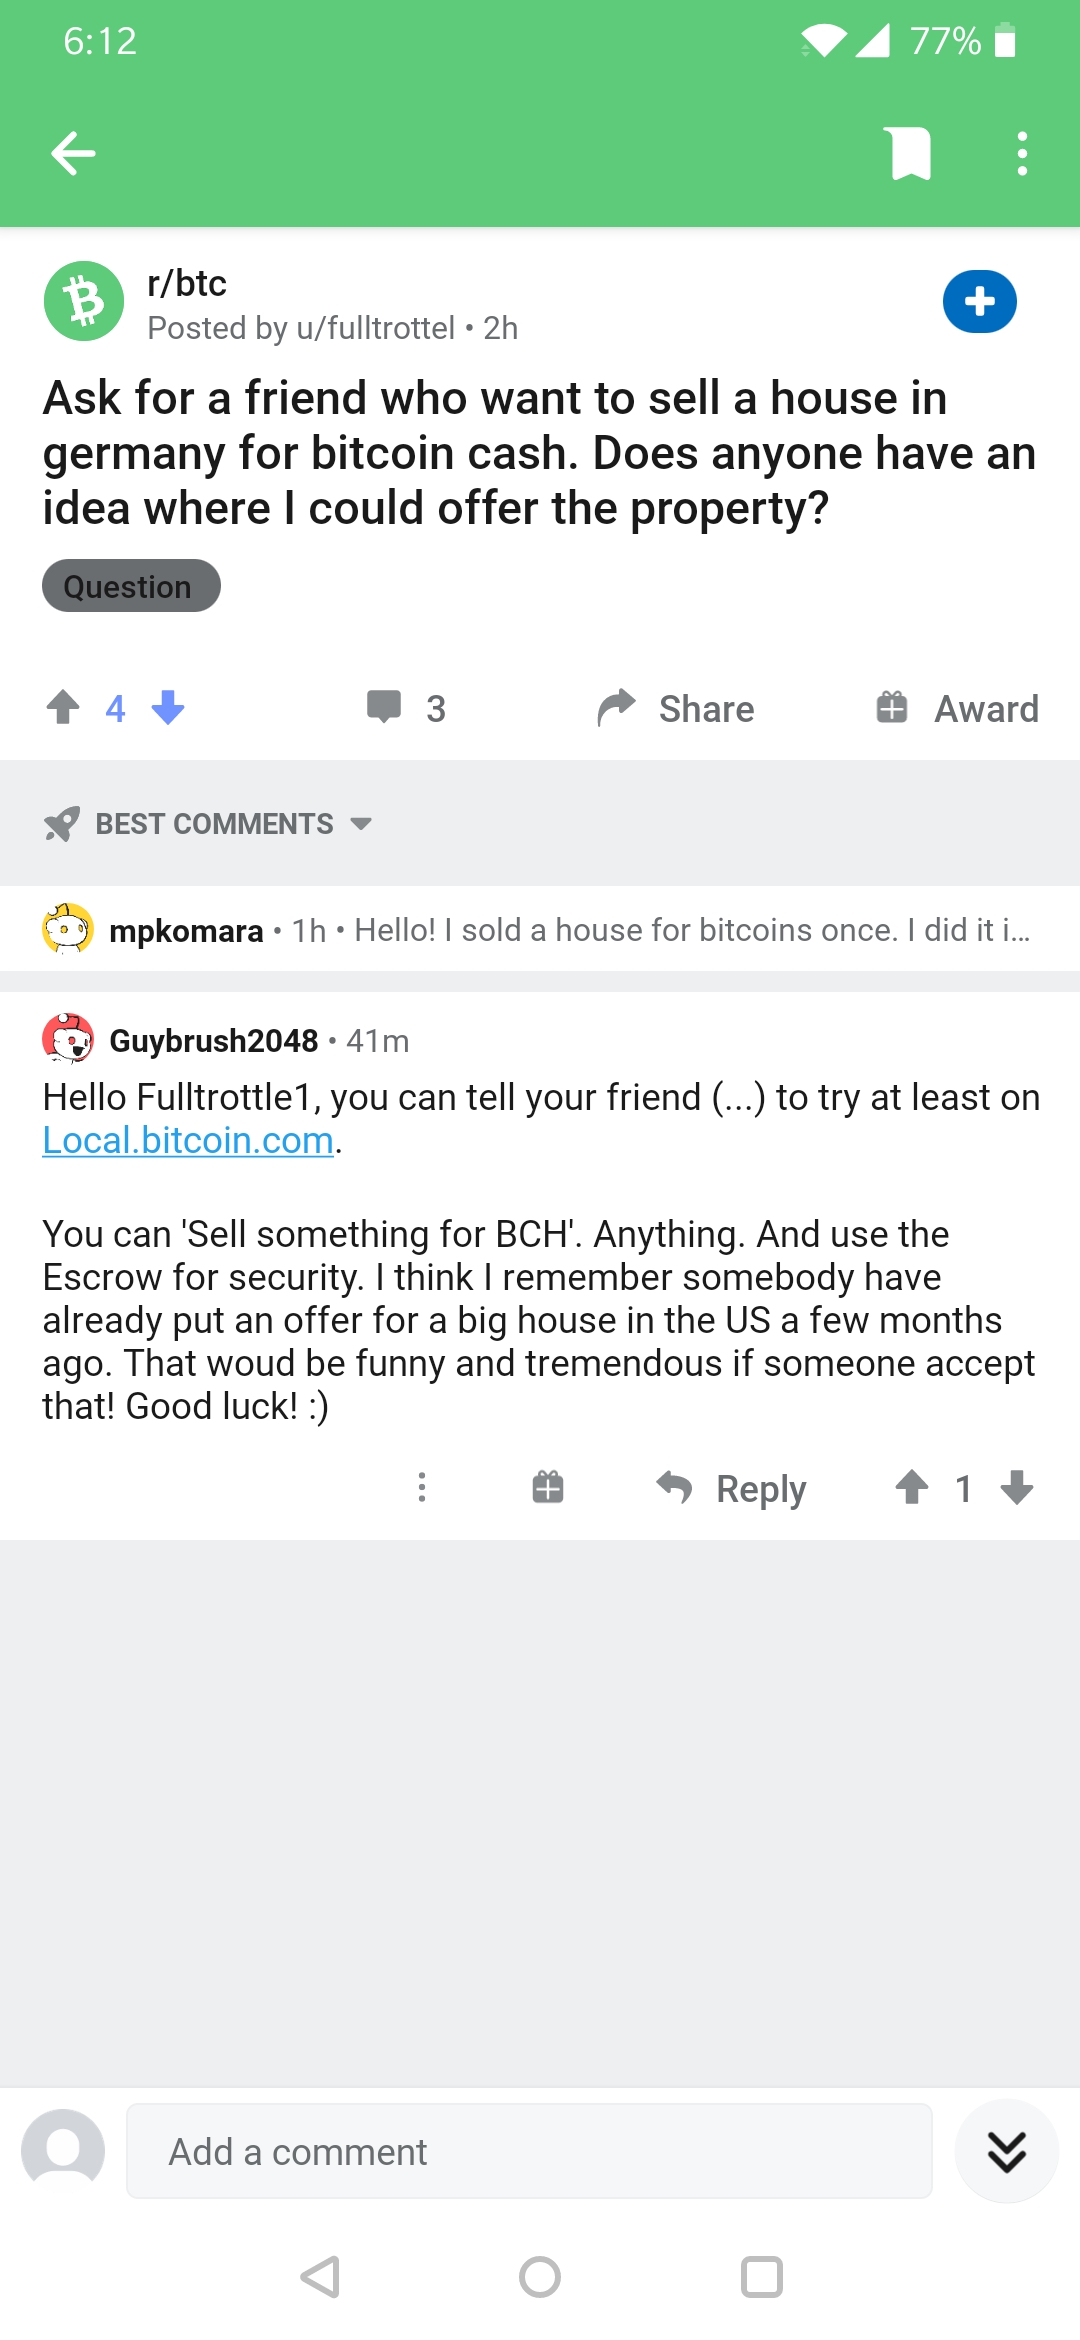 6:12
77%
r/btc
Posted by u/fulltrottel • 2h
Ask for a friend who want to sell a house in
germany for bitcoin cash. Does anyone have an
idea where I could offer the property?
Question
4
3
Share
Award
BEST COMMENTS
mpkomara • 1h • Hello! I sold a house for bitcoins once. I did it i...
Guybrush2048 • 41m
Hello Fulltrottle1, you can tell your friend (...) to try at least on
Local.bitcoin.com.
You can 'Sell something for BCH'. Anything. And use the
Escrow for security. I think I remember somebody have
already put an offer for a big house in the US a few months
ago. That woud be funny and tremendous if someone accept
that! Good luck! :)
Reply
1
Add a comment